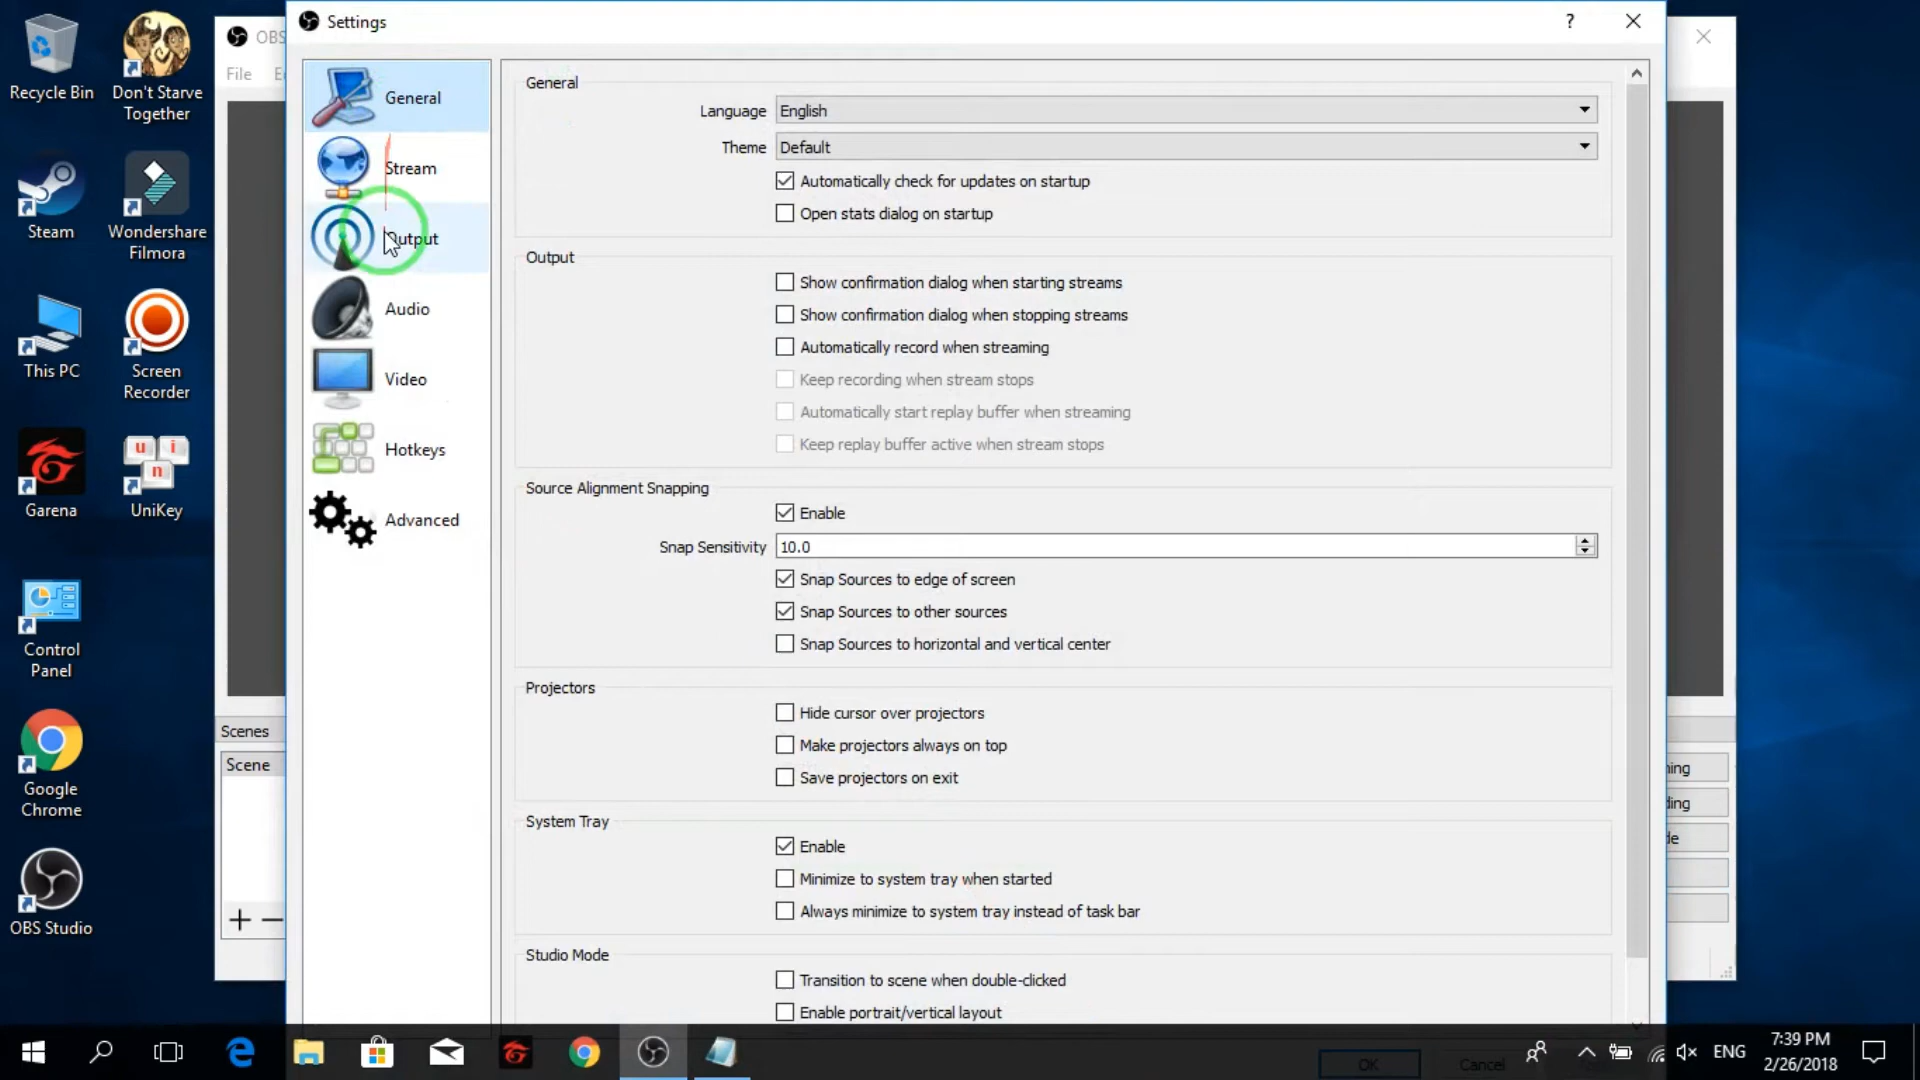 Recycle Bin
Don't Starve
Together
Steam
Wondershare
Filmora
This PC
Screen
Recorder
Garena
u i
n
UniKey
Control
Panel
Google
Chrome
OBS Studio
OBS
File
Scenes
Scene
Settings
?
General
Stream
Output
Audio
Video
Hotkeys
Advanced
General
Language English
Theme Default
Automatically check for updates on startup
Open stats dialog on startup
Output
Show confirmation dialog when starting streams
Show confirmation dialog when stopping streams
Automatically record when streaming
Keep recording when stream stops
Automatically start replay buffer when streaming
Keep replay buffer active when stream stops
Source Alignment Snapping
Enable
Snap Sensitivity 10.0
Snap Sources to edge of screen
Snap Sources to other sources
Snap Sources to horizontal and vertical center
Projectors
Hide cursor over projectors
Make projectors always on top
Save projectors on exit
System Tray
Enable
Minimize to system tray when started
Always minimize to system tray instead of task bar
Studio Mode
Transition to scene when double-clicked
Enable portrait/vertical layout
OK Cancel
ENG
7:39 PM
2/26/2018